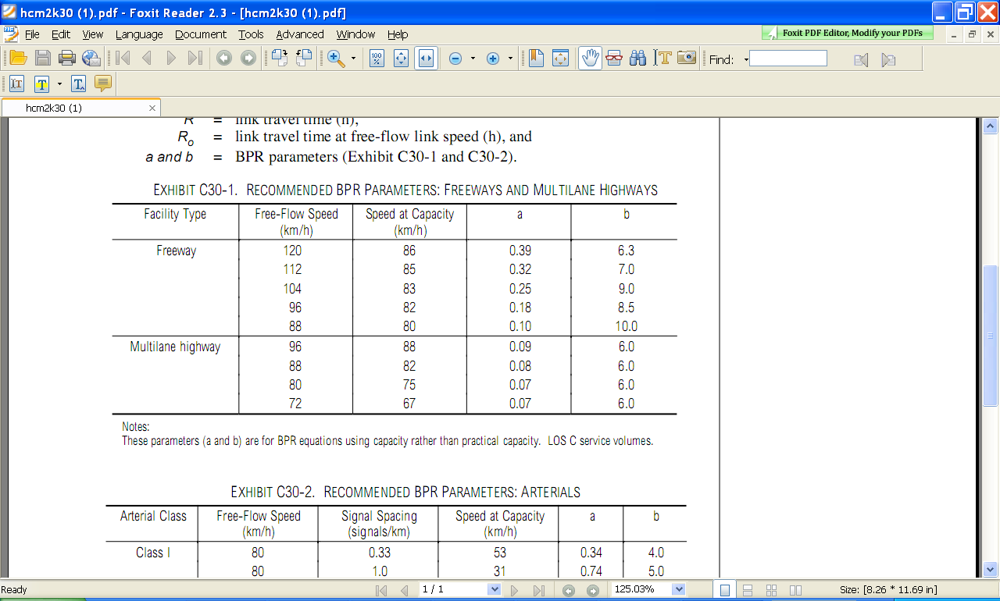 hcm2k30 (1).pdf - Foxit Reader 2.3 - [hcm2k30 (1).pdf]
File Edit View Language Document Tools Advanced Window Help
Foxit PDF Editor, Modify your PDFs
100 %
Find:
hcm2k30 (1)
R = link travel time (h),
Ro = link travel time at free-flow link speed (h), and
a and b = BPR parameters (Exhibit C30-1 and C30-2).
EXHIBIT C30-1. RECOMMENDED BPR PARAMETERS: FREEWAYS AND MULTILANE HIGHWAYS
Facility Type Free-Flow Speed (km/h) Speed at Capacity (km/h) a b
Freeway 120 86 0.39 6.3
112 85 0.32 7.0
104 83 0.25 9.0
96 82 0.18 8.5
88 80 0.10 10.0
Multilane highway 96 88 0.09 6.0
88 82 0.08 6.0
80 75 0.07 6.0
72 67 0.07 6.0
Notes:
These parameters (a and b) are for BPR equations using capacity rather than practical capacity. LOS C service volumes.
EXHIBIT C30-2. RECOMMENDED BPR PARAMETERS: ARTERIALS
Arterial Class Free-Flow Speed (km/h) Signal Spacing (signals/km) Speed at Capacity (km/h) a b
Class I 80 0.33 53 0.34 4.0
80 1.0 31 0.74 5.0
Ready 1 / 1 125.03% Size: [8.26 * 11.69 in]